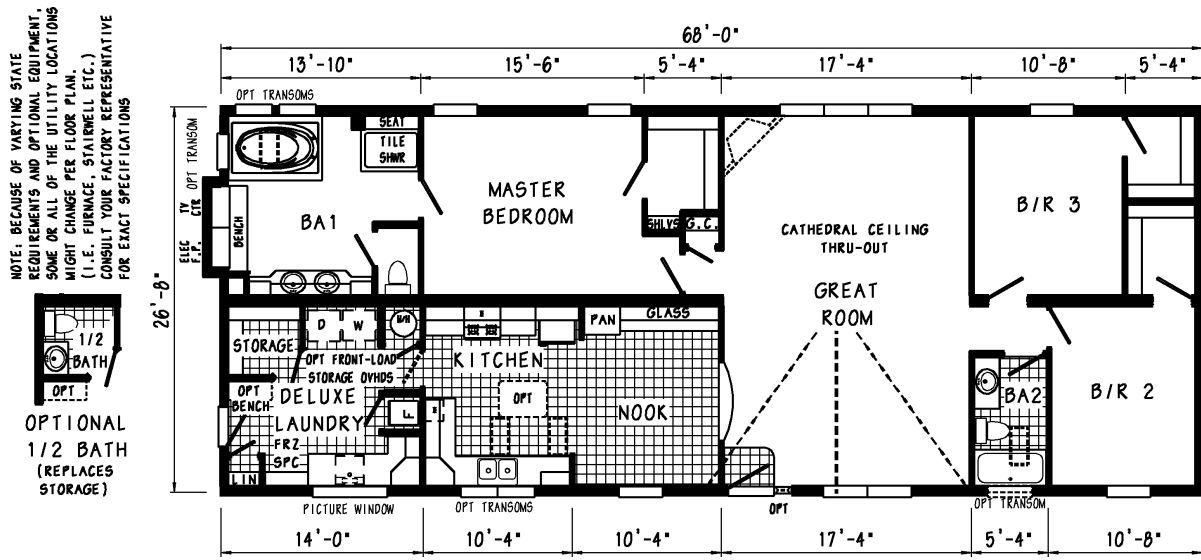 NOTE: BECAUSE OF VARYING STATE
REQUIREMENTS AND OPTIONAL EQUIPMENT,
SOME OR ALL OF THE UTILITY LOCATIONS
MIGHT CHANGE PER FLOOR PLAN.
(I.E. FURNACE, STAIRWELL ETC.)
CONSULT YOUR FACTORY REPRESENTATIVE
FOR EXACT SPECIFICATIONS
68'-0"
13'-10"
15'-6"
5'-4"
17'-4"
10'-8"
5'-4"
OPT TRANSOMS
OPT TRANSOM
SEAT
TILE
SHWR
TV
CTR
ELEC
F.P.
BENCH
BA1
MASTER
BEDROOM
SHLVS
G.C.
CATHEDRAL CEILING
THRU-OUT
GREAT
ROOM
B/R 3
26'-8"
1/2
BATH
OPT
OPTIONAL
1/2 BATH
(REPLACES
STORAGE)
STORAGE
D
W
W/H
OPT FRONT-LOAD
STORAGE OVHDS
OPT
BENCH
DELUXE
LAUNDRY
FRZ
SPC
LIN
F
KITCHEN
OPT
PAN
GLASS
NOOK
BA2
B/R 2
PICTURE WINDOW
OPT TRANSOMS
OPT
OPT TRANSOM
14'-0"
10'-4"
10'-4"
17'-4"
5'-4"
10'-8"